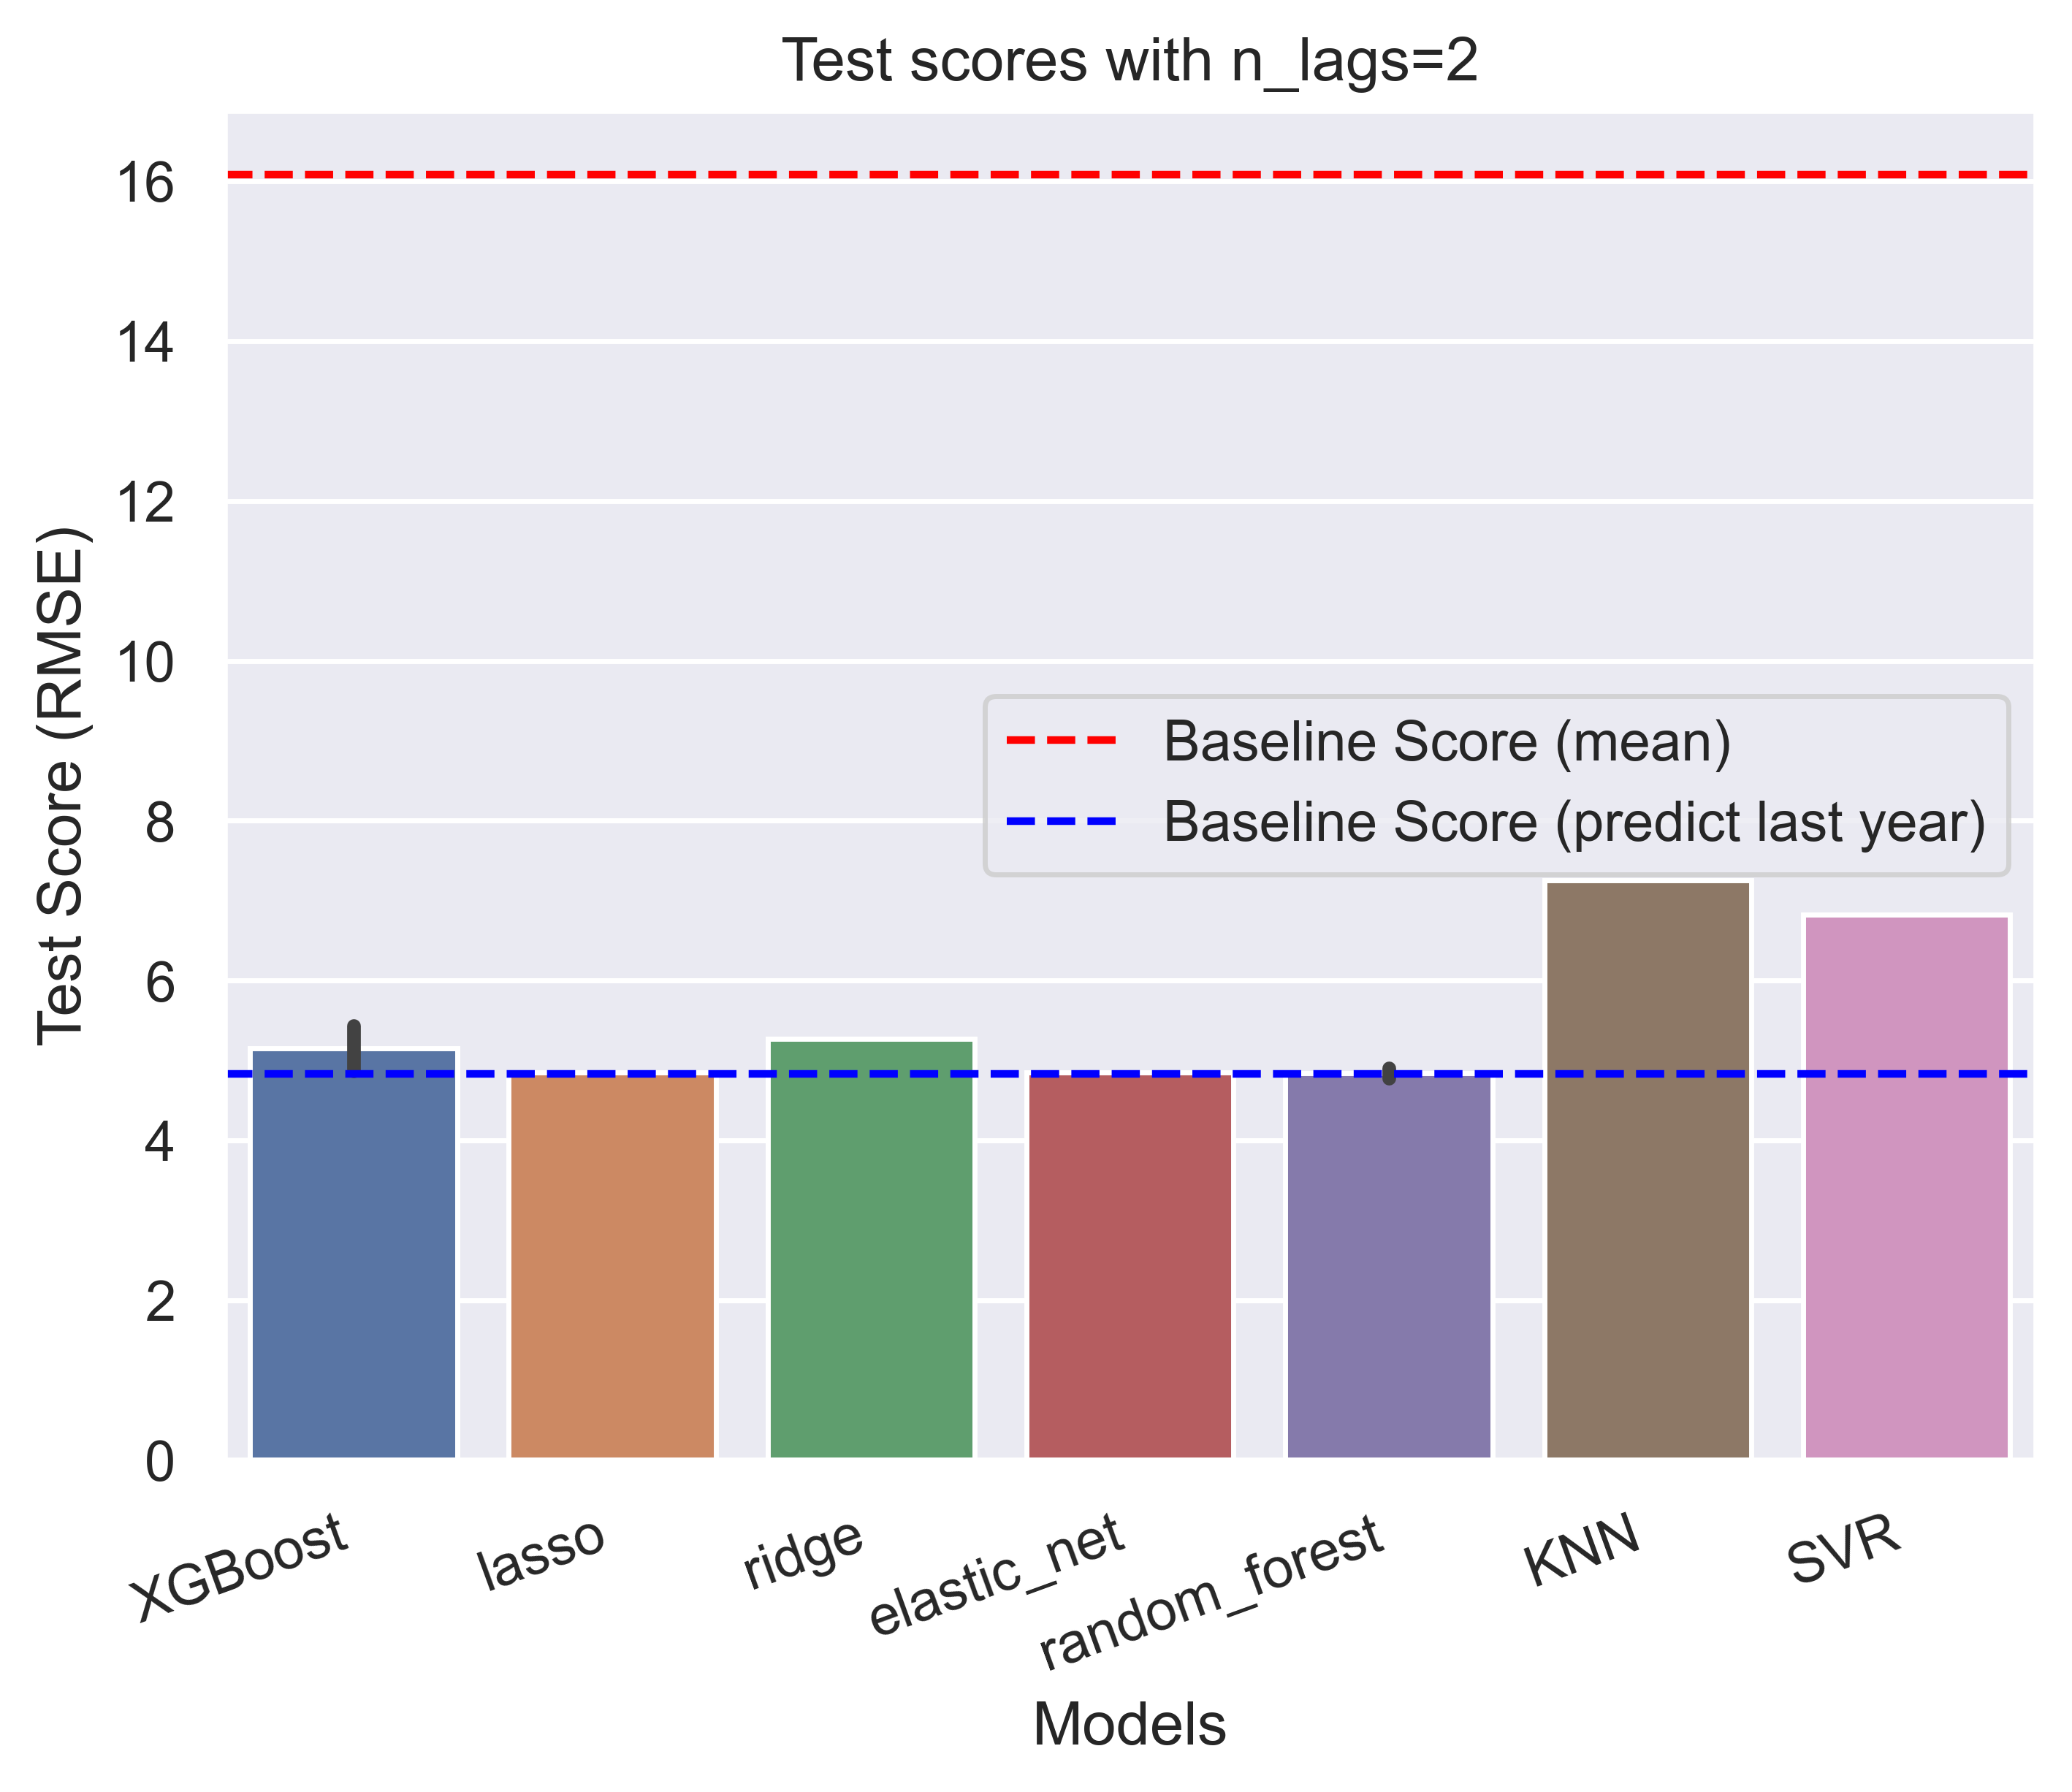 Test scores with n_lags=2
Test Score (RMSE)
16
14
12
10
8
6
4
2
0
Baseline Score (mean)
Baseline Score (predict last year)
XGBoost
lasso
ridge
elastic_net
random_forest
KNN
SVR
Models